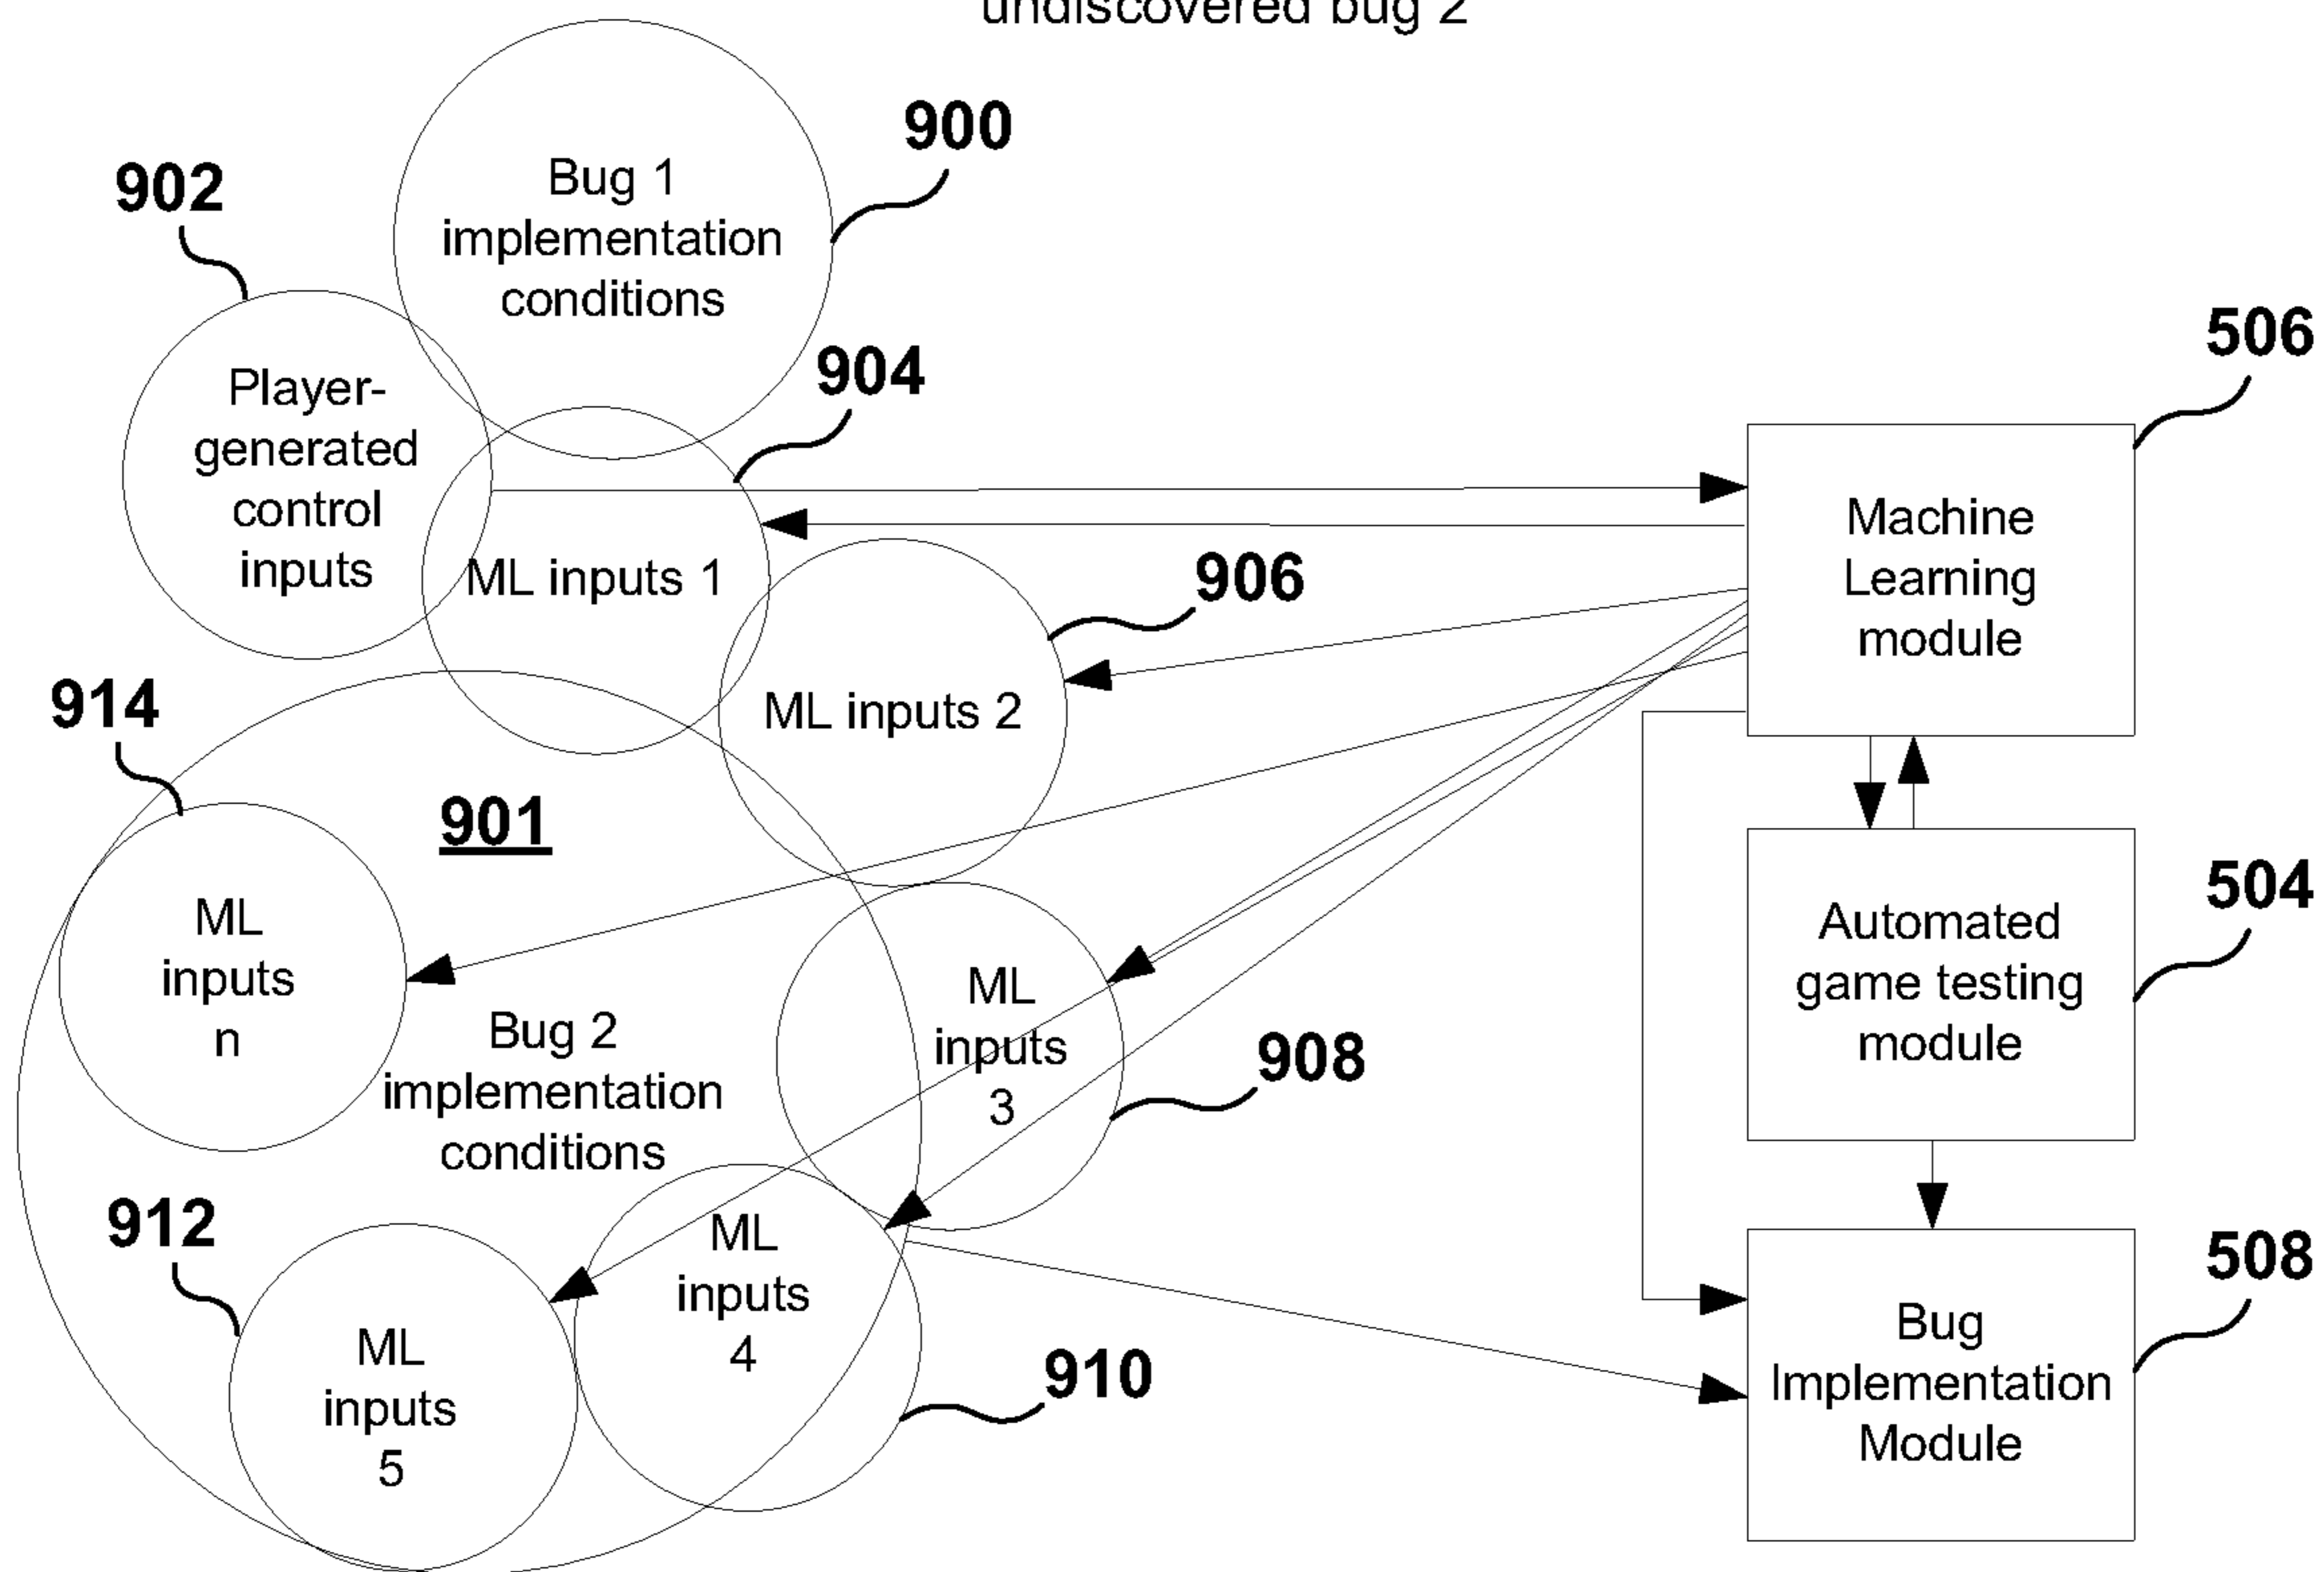 undiscovered bug 2
900
902
Bug 1
implementation
conditions
904
Player-
generated
control
inputs
506
Machine
Learning
module
ML inputs 1
906
ML inputs 2
914
901
ML
inputs
n
504
Automated
game testing
module
ML
inputs
3
908
Bug 2
implementation
conditions
912
ML
inputs
4
910
ML
inputs
5
508
Bug
Implementation
Module